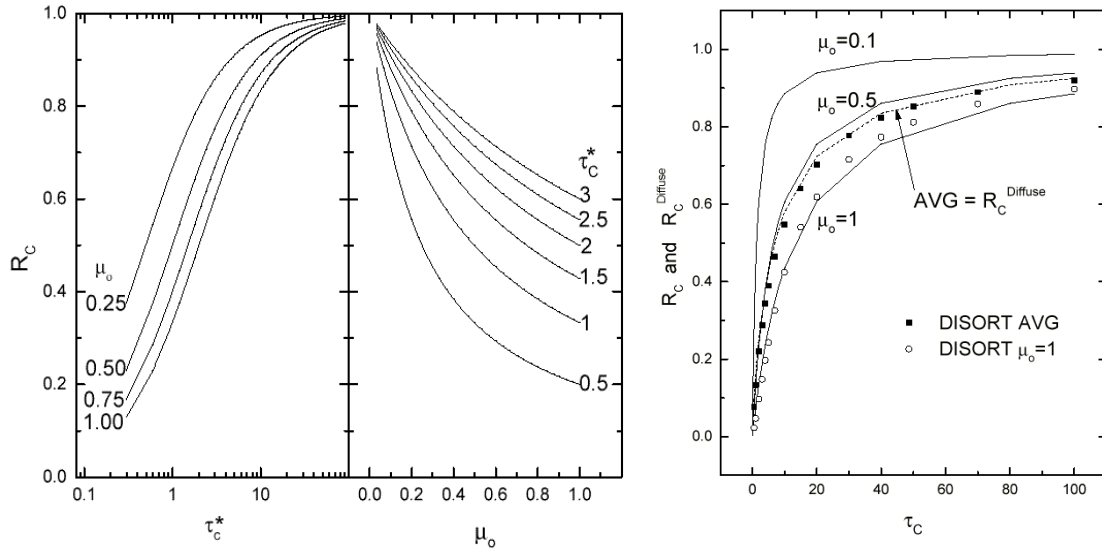 1.0
0.8
0.6
0.4
0.2
0.0
R_C
μ_o
0.25
0.50
0.75
1.00
0.1
1
10
τ_c*
τ_C*
3
2.5
2
1.5
1
0.5
0.0 0.2 0.4 0.6 0.8 1.0
μ_o
1.0
0.8
0.6
0.4
0.2
0.0
R_C and R_C^Diffuse
μ_o=0.1
μ_o=0.5
μ_o=1
AVG = R_C^Diffuse
DISORT AVG
DISORT μ_o=1
0 20 40 60 80 100
τ_C